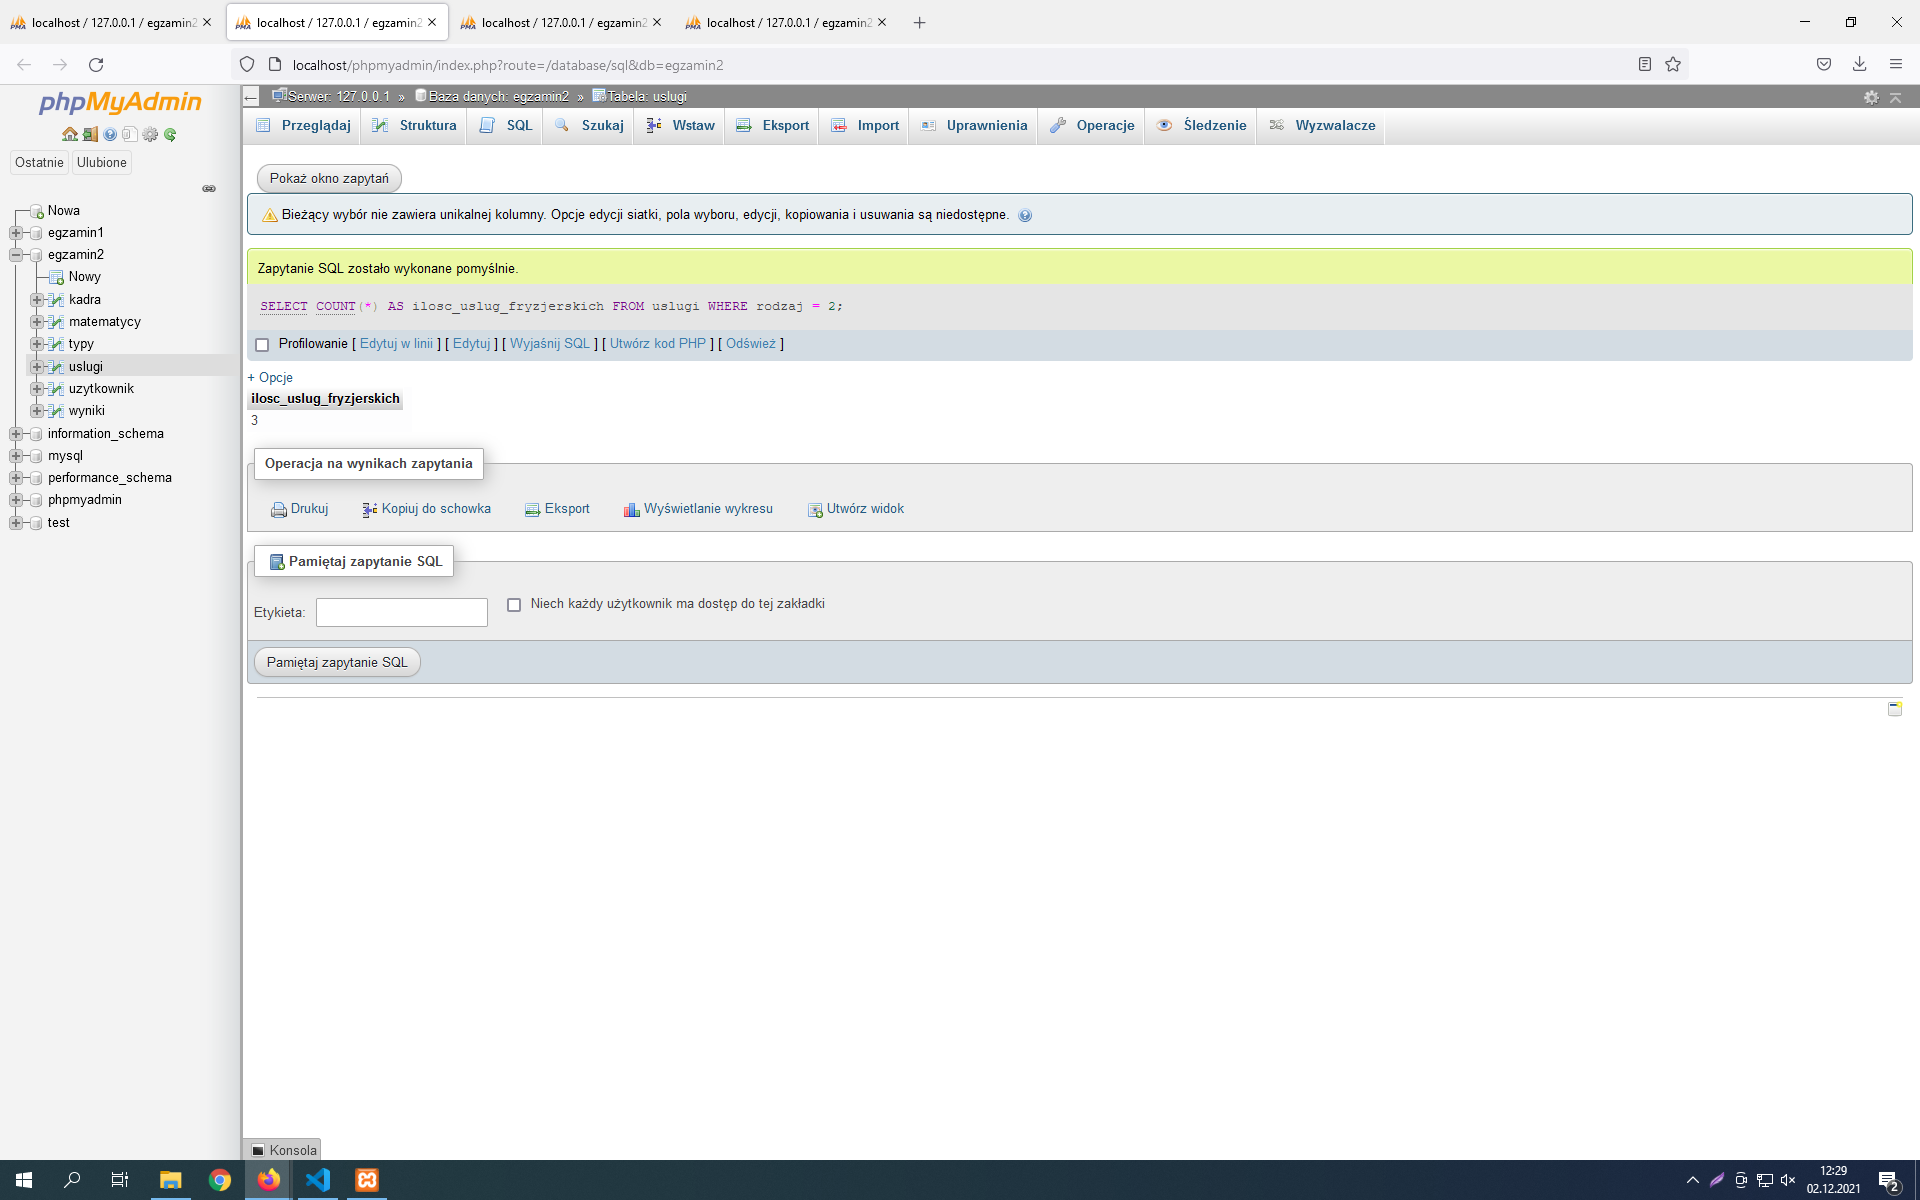 localhost / 127.0.0.1 / egzamin2
localhost / 127.0.0.1 / egzamin2
localhost / 127.0.0.1 / egzamin2
localhost / 127.0.0.1 / egzamin2
localhost/phpmyadmin/index.php?route=/database/sql&db=egzamin2
phpMyAdmin
Ostatnie Ulubione
Nowa
egzamin1
egzamin2
Nowy
kadra
matematycy
typy
uslugi
uzytkownik
wyniki
information_schema
mysql
performance_schema
phpmyadmin
test
Serwer: 127.0.0.1 » Baza danych: egzamin2 » Tabela: uslugi
Przeglądaj Struktura SQL Szukaj Wstaw Eksport Import Uprawnienia Operacje Śledzenie Wyzwalacze
Pokaż okno zapytań
Bieżący wybór nie zawiera unikalnej kolumny. Opcje edycji siatki, pola wyboru, edycji, kopiowania i usuwania są niedostępne.
Zapytanie SQL zostało wykonane pomyślnie.
SELECT COUNT(*) AS ilosc_uslug_fryzjerskich FROM uslugi WHERE rodzaj = 2;
Profilowanie [ Edytuj w linii ] [ Edytuj ] [ Wyjaśnij SQL ] [ Utwórz kod PHP ] [ Odśwież ]
+ Opcje
ilosc_uslug_fryzjerskich
3
Operacja na wynikach zapytania
Drukuj Kopiuj do schowka Eksport Wyświetlanie wykresu Utwórz widok
Pamiętaj zapytanie SQL
Etykieta: Niech każdy użytkownik ma dostęp do tej zakładki
Pamiętaj zapytanie SQL
Konsola
12:29
02.12.2021
2